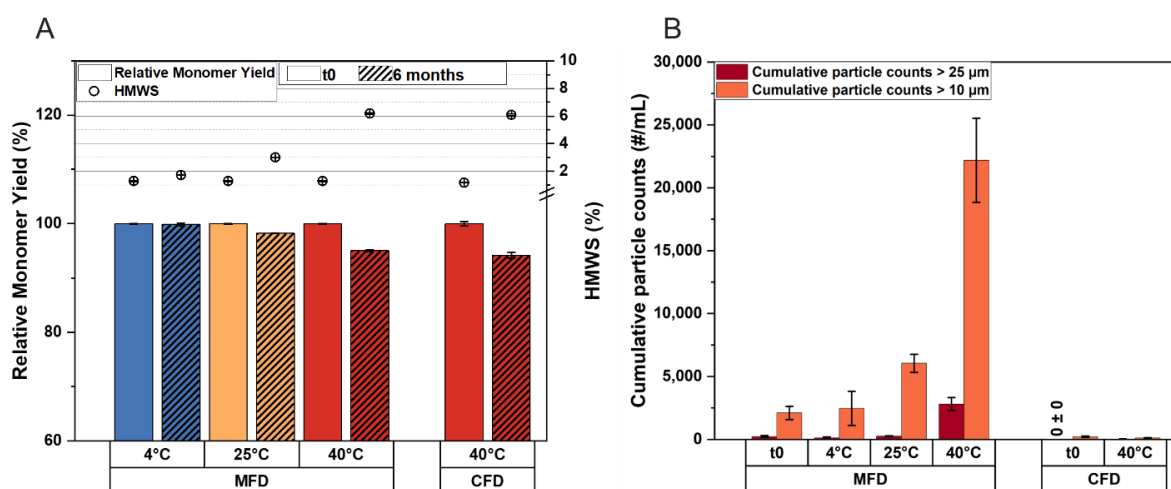 A
Relative Monomer Yield
HMWS
t0
6 months
Relative Monomer Yield (%)
120
100
80
60
10
8
6
4
2
HMWS (%)
4°C
25°C
40°C
40°C
MFD
CFD
B
Cumulative particle counts > 25 µm
Cumulative particle counts > 10 µm
Cumulative particle counts (#/mL)
30,000
25,000
20,000
15,000
10,000
5,000
0
0 ± 0
t0
4°C
25°C
40°C
t0
40°C
MFD
CFD